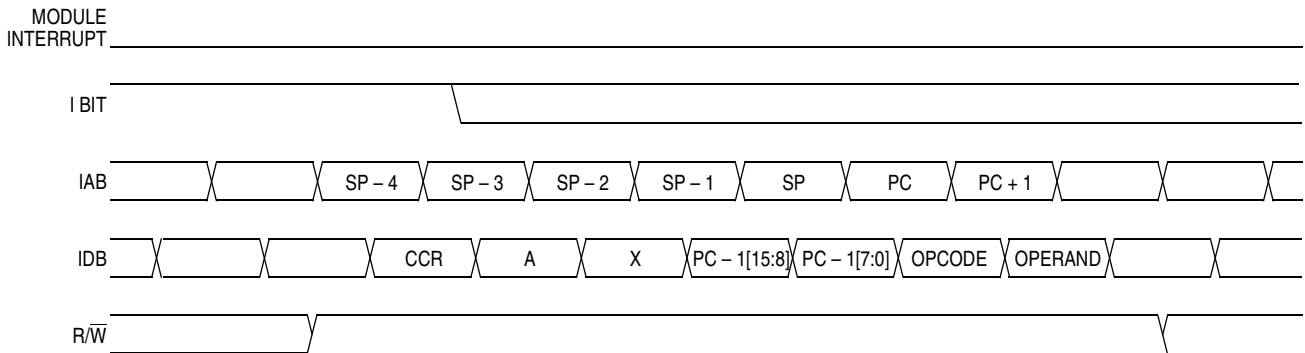 MODULE
INTERRUPT
I BIT
IAB SP – 4 SP – 3 SP – 2 SP – 1 SP PC PC + 1
IDB CCR A X PC – 1[15:8] PC – 1[7:0] OPCODE OPERAND
R/W